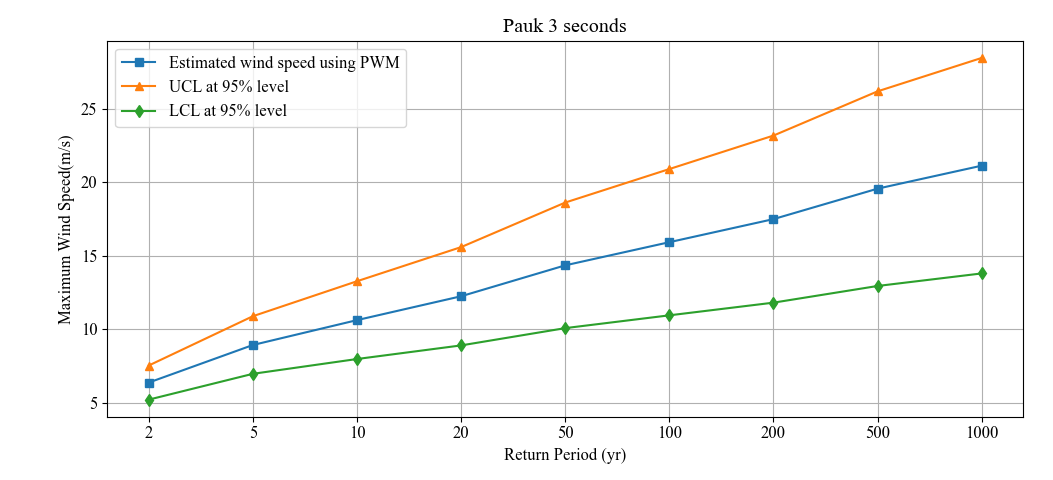 Pauk 3 seconds
Estimated wind speed using PWM
UCL at 95% level
LCL at 95% level
Maximum Wind Speed(m/s)
25
20
15
10
5
2 5 10 20 50 100 200 500 1000
Return Period (yr)